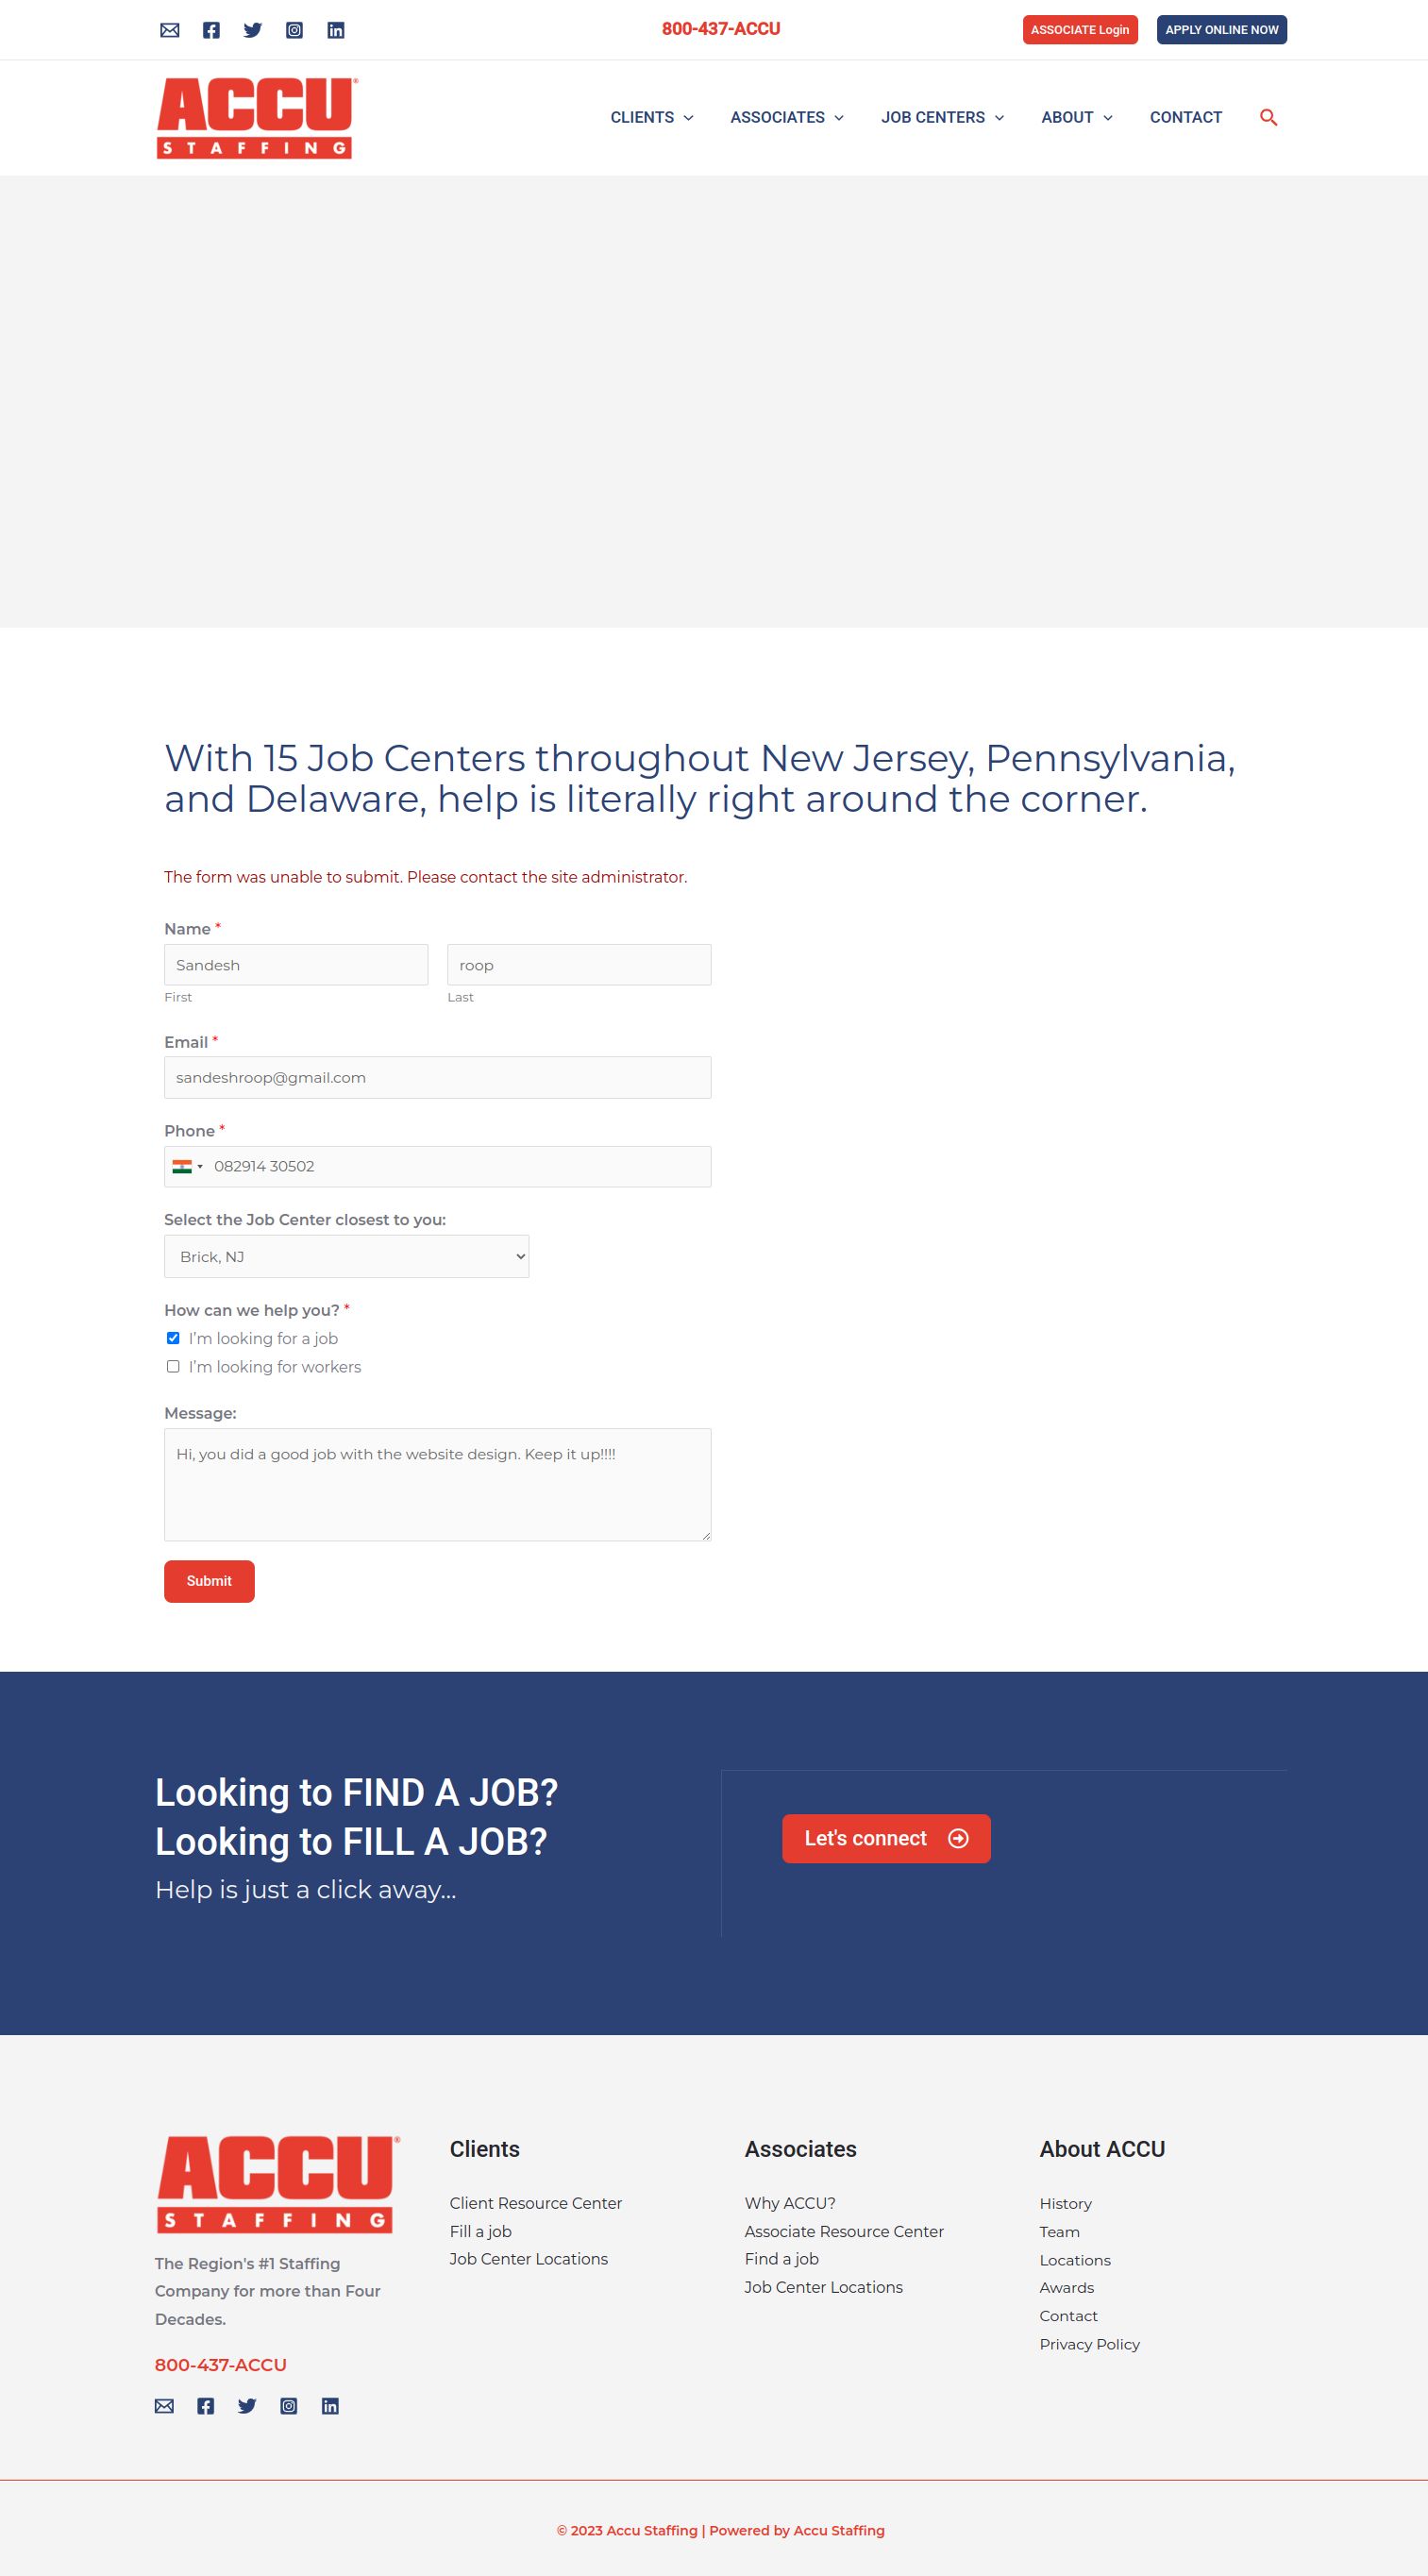 800-437-ACCU
ASSOCIATE Login
APPLY ONLINE NOW
ACCU®
STAFFING
CLIENTS
ASSOCIATES
JOB CENTERS
ABOUT
CONTACT
With 15 Job Centers throughout New Jersey, Pennsylvania,
and Delaware, help is literally right around the corner.
The form was unable to submit. Please contact the site administrator.
Name *
Sandesh
roop
First
Last
Email *
sandeshroop@gmail.com
Phone *
082914 30502
Select the Job Center closest to you:
Brick, NJ
How can we help you? *
I'm looking for a job
I'm looking for workers
Message:
Hi, you did a good job with the website design. Keep it up!!!!
Submit
Looking to FIND A JOB?
Looking to FILL A JOB?
Help is just a click away...
Let's connect
ACCU®
STAFFING
The Region's #1 Staffing
Company for more than Four
Decades.
800-437-ACCU
Clients
Client Resource Center
Fill a job
Job Center Locations
Associates
Why ACCU?
Associate Resource Center
Find a job
Job Center Locations
About ACCU
History
Team
Locations
Awards
Contact
Privacy Policy
© 2023 Accu Staffing | Powered by Accu Staffing